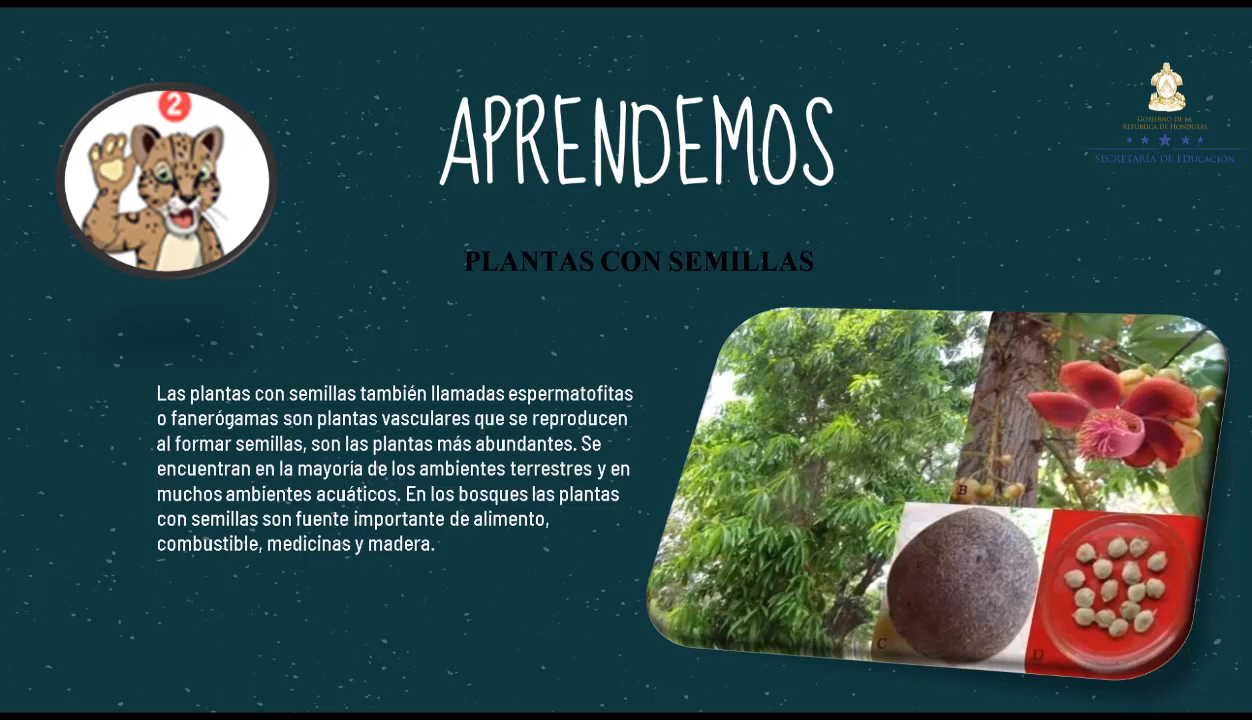 2
APRENDEMOS
GOBIERNO DE LA
REPÚBLICA DE HONDURAS
SECRETARÍA DE EDUCACIÓN
PLANTAS CON SEMILLAS
Las plantas con semillas también llamadas espermatofitas
o fanerógamas son plantas vasculares que se reproducen
al formar semillas, son las plantas más abundantes. Se
encuentran en la mayoría de los ambientes terrestres y en
muchos ambientes acuáticos. En los bosques las plantas
con semillas son fuente importante de alimento,
combustible, medicinas y madera.
B
C
D